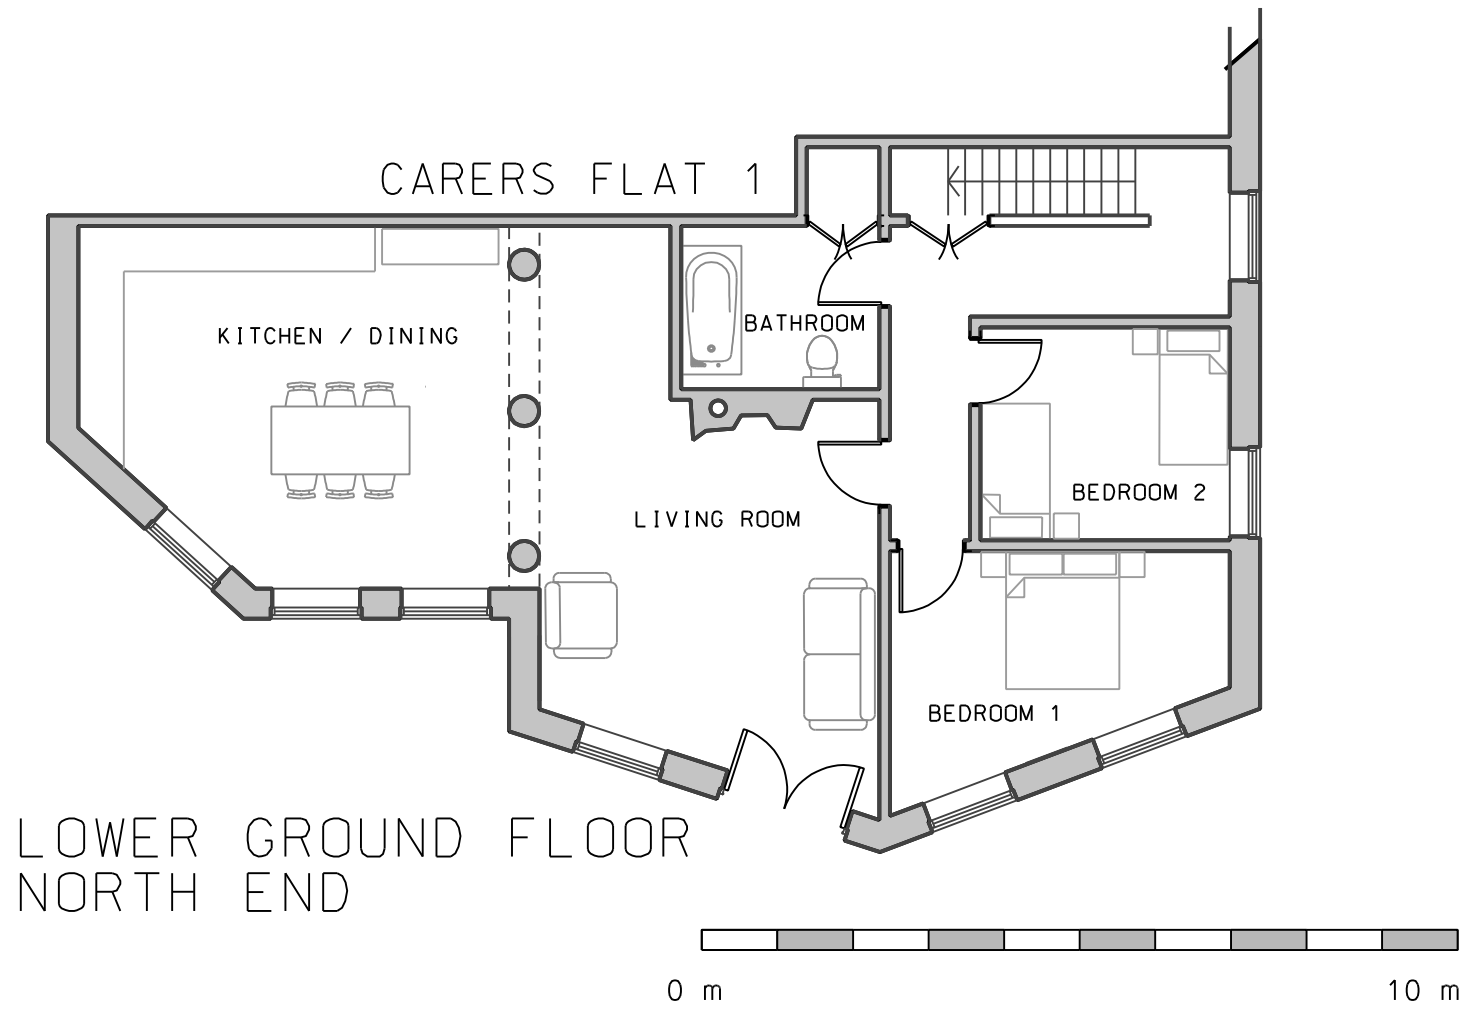 CARERS FLAT 1
KITCHEN / DINING
BATHROOM
LIVING ROOM
BEDROOM 2
BEDROOM 1
LOWER GROUND FLOOR
NORTH END
0 m
10 m